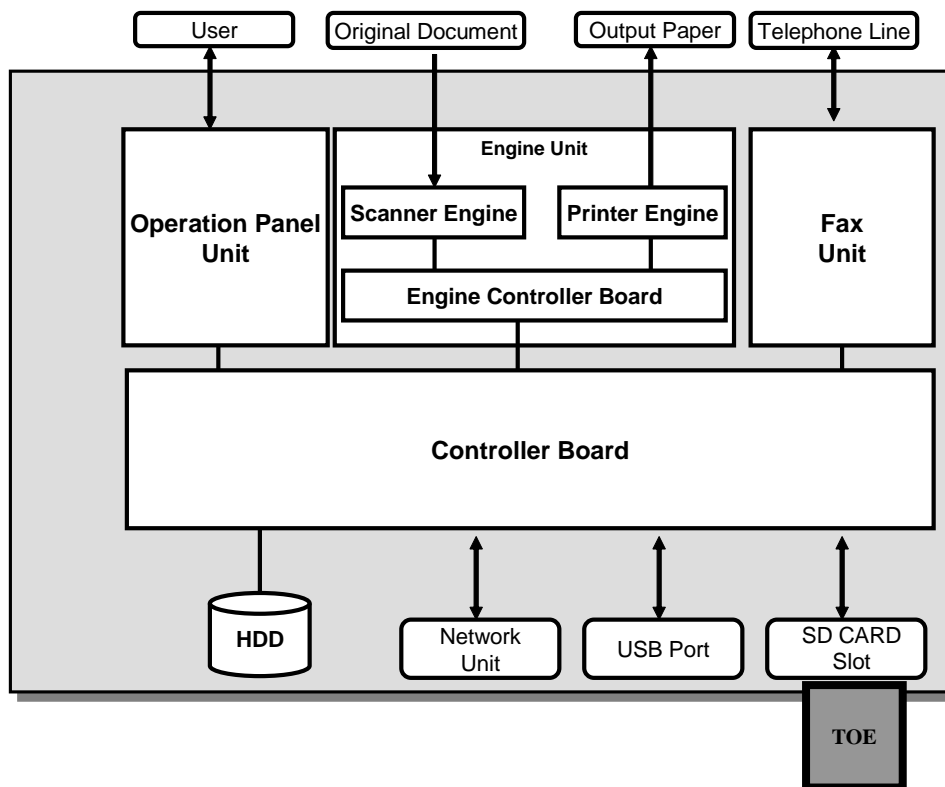 User
Original Document
Output Paper
Telephone Line
Engine Unit
Operation Panel
Unit
Scanner Engine
Printer Engine
Fax
Unit
Engine Controller Board
Controller Board
HDD
Network
Unit
USB Port
SD CARD
Slot
TOE